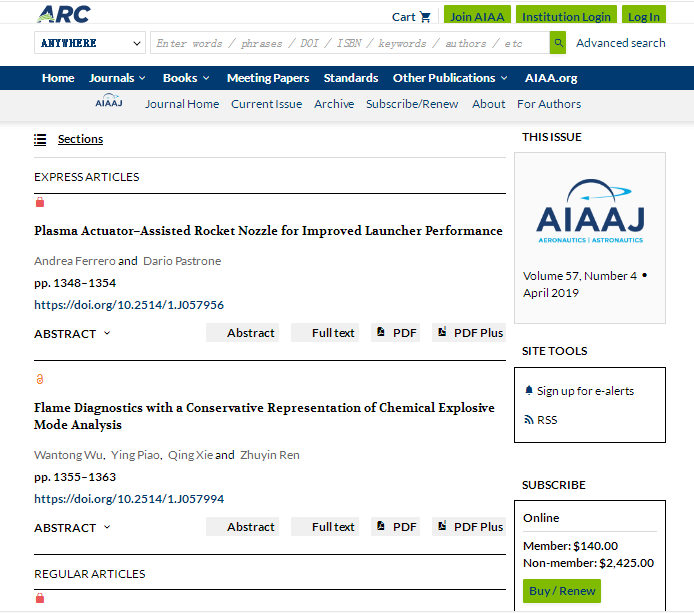 ARC
Cart
Join AIAA
Institution Login
Log In
ANYWHERE
Enter words / phrases / DOI / ISBN / keywords / authors / etc
Advanced search
Home
Journals
Books
Meeting Papers
Standards
Other Publications
AIAA.org
AIAAJ
Journal Home
Current Issue
Archive
Subscribe/Renew
About
For Authors
Sections
EXPRESS ARTICLES
Plasma Actuator–Assisted Rocket Nozzle for Improved Launcher Performance
Andrea Ferrero and Dario Pastrone
pp. 1348–1354
https://doi.org/10.2514/1.J057956
ABSTRACT
Abstract
Full text
PDF
PDF Plus
Flame Diagnostics with a Conservative Representation of Chemical Explosive
Mode Analysis
Wantong Wu, Ying Piao, Qing Xie and Zhuyin Ren
pp. 1355–1363
https://doi.org/10.2514/1.J057994
ABSTRACT
Abstract
Full text
PDF
PDF Plus
REGULAR ARTICLES
THIS ISSUE
AIAAJ
AERONAUTICS | ASTRONAUTICS
Volume 57, Number 4 •
April 2019
SITE TOOLS
Sign up for e-alerts
RSS
SUBSCRIBE
Online
Member: $140.00
Non-member: $2,425.00
Buy / Renew